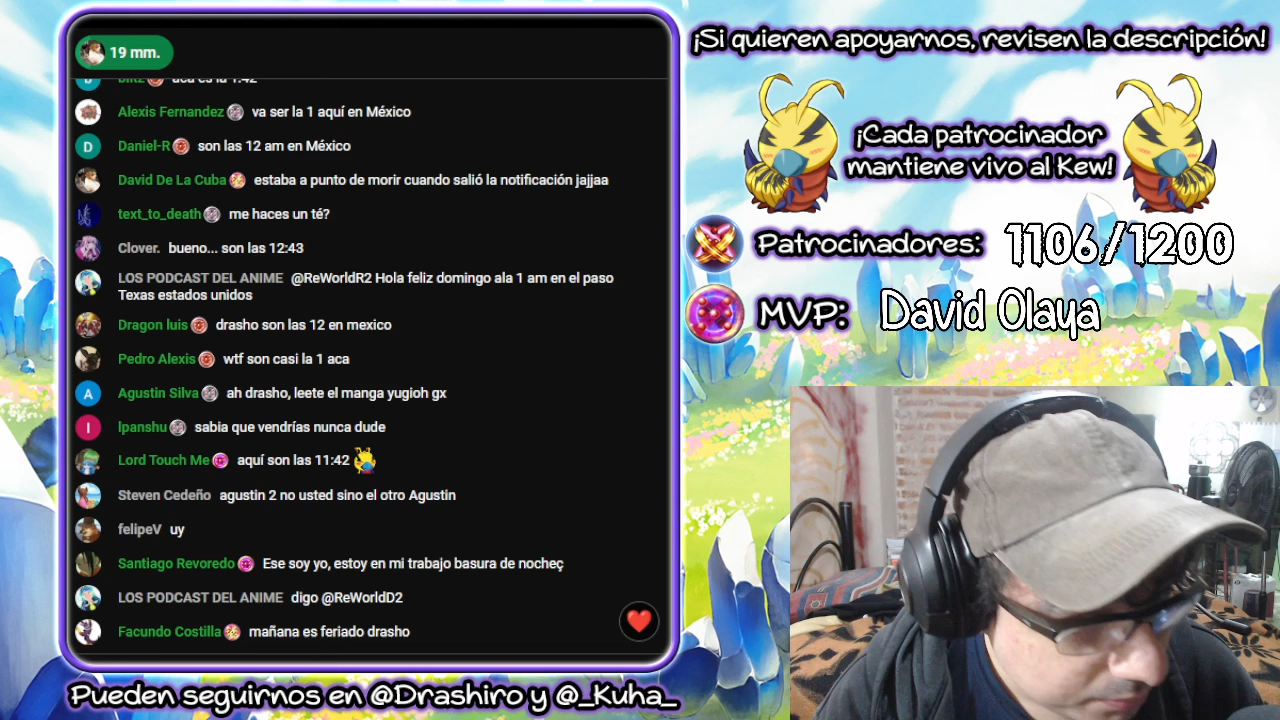 19 mm.
blitz aca es la 1:42
Alexis Fernandez va ser la 1 aquí en México
D Daniel-R son las 12 am en México
David De La Cuba estaba a punto de morir cuando salió la notificación jajjaa
text_to_death me haces un té?
Clover. bueno... son las 12:43
LOS PODCAST DEL ANIME @ReWorldR2 Hola feliz domingo ala 1 am en el paso
Texas estados unidos
Dragon luis drasho son las 12 en mexico
Pedro Alexis wtf son casi la 1 aca
A Agustin Silva ah drasho, leete el manga yugioh gx
I Ipanshu sabia que vendrías nunca dude
Lord Touch Me aquí son las 11:42
Steven Cedeño agustin 2 no usted sino el otro Agustin
felipeV uy
Santiago Revoredo Ese soy yo, estoy en mi trabajo basura de nocheç
LOS PODCAST DEL ANIME digo @ReWorldD2
Facundo Costilla mañana es feriado drasho
Pueden seguirnos en @Drashiro y @_Kuha_
¡Si quieren apoyarnos, revisen la descripción!
¡Cada patrocinador
mantiene vivo al Kew!
Patrocinadores: 1106/1200
MVP: David Olaya